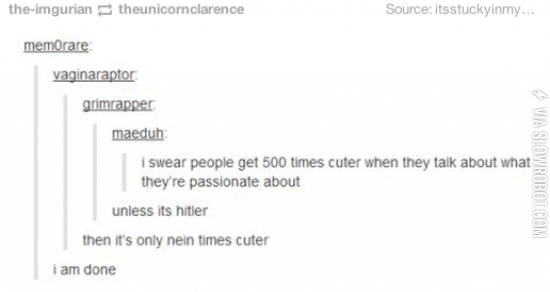 the-imgurian theunicornclarence Source: itsstuckyinmy…
mem0rare:
vaginaraptor:
grimrapper:
maeduh:
i swear people get 500 times cuter when they talk about what
they're passionate about
unless its hitler
then it's only nein times cuter
i am done
VIA SLOWROBOT.COM